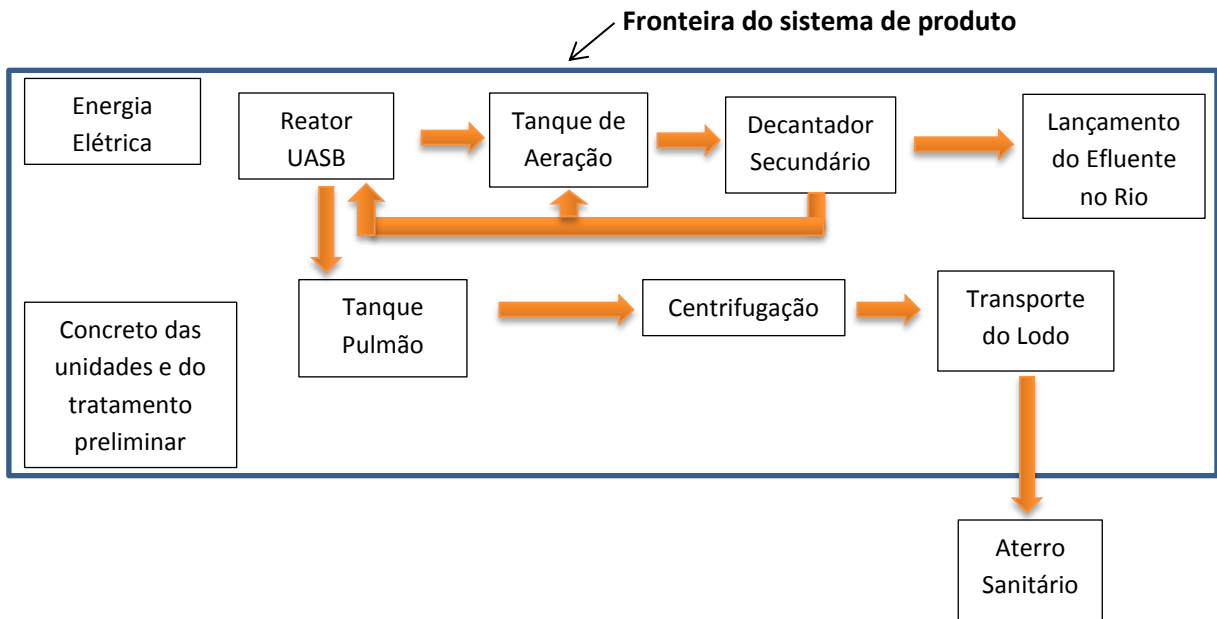 Fronteira do sistema de produto
Energia
Elétrica
Reator
UASB
Tanque de
Aeração
Decantador
Secundário
Lançamento
do Efluente
no Rio
Concreto das
unidades e do
tratamento
preliminar
Tanque
Pulmão
Centrifugação
Transporte
do Lodo
Aterro
Sanitário